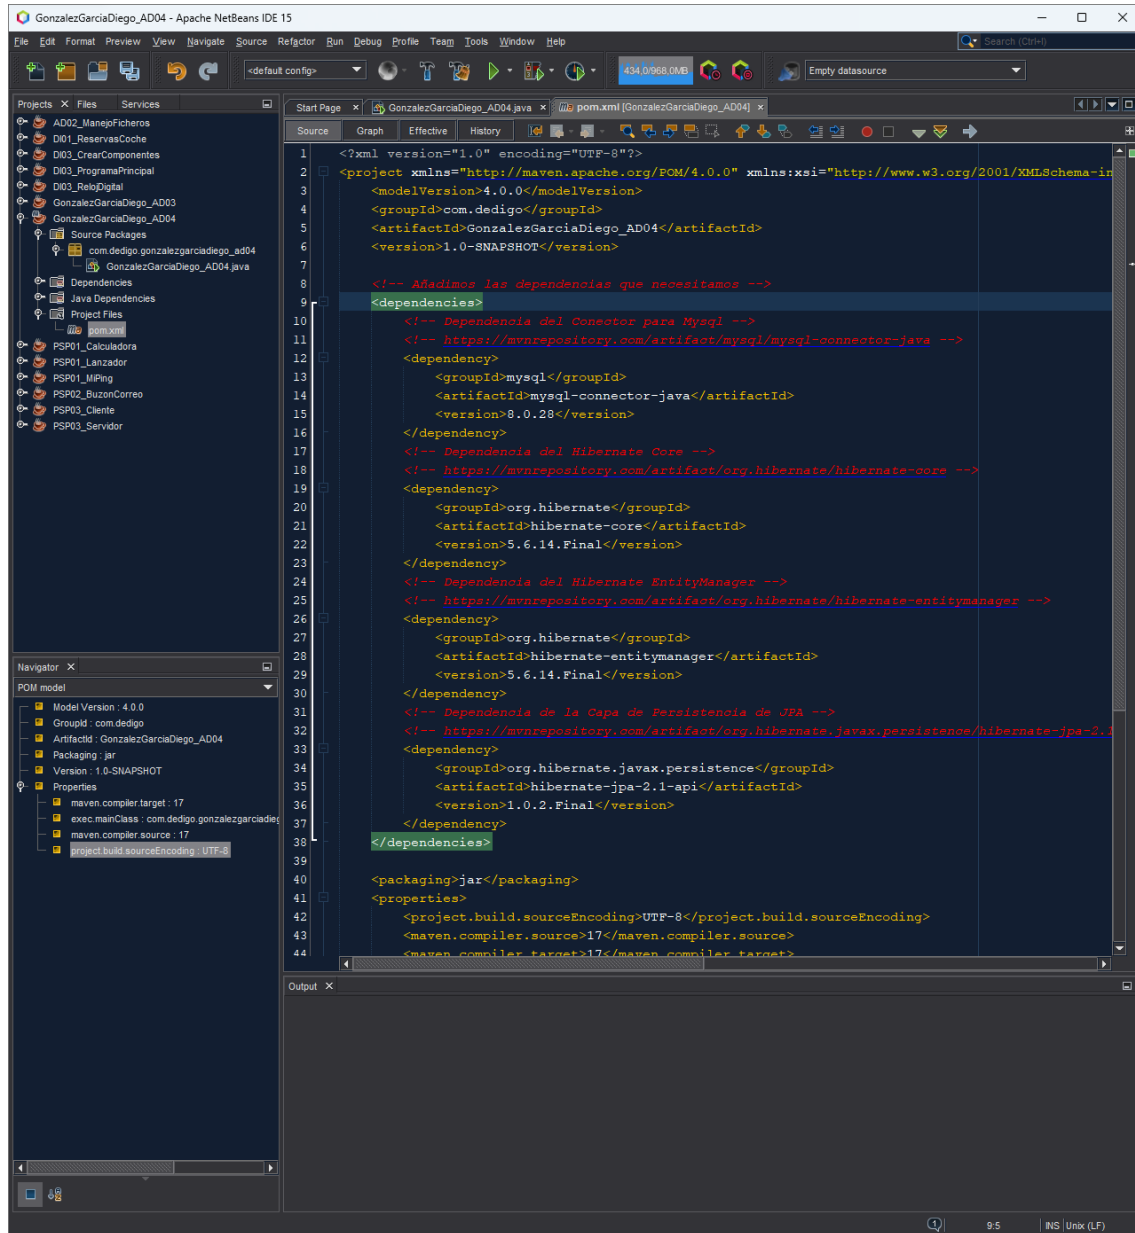 GonzalezGarciaDiego_AD04 - Apache NetBeans IDE 15
File Edit Format Preview View Navigate Source Refactor Run Debug Profile Team Tools Window Help
Search (Ctrl+I)
<default config>
434,0/968,0MB
Empty datasource
Projects Files Services
AD02_ManejoFicheros
DI01_ReservasCoche
DI03_CrearComponentes
DI03_ProgramaPrincipal
DI03_RelojDigital
GonzalezGarciaDiego_AD03
GonzalezGarciaDiego_AD04
Source Packages
com.dedigo.gonzalezgarciadiego_ad04
GonzalezGarciaDiego_AD04.java
Dependencies
Java Dependencies
Project Files
pom.xml
PSP01_Calculadora
PSP01_Lanzador
PSP01_MiPing
PSP02_BuzonCorreo
PSP03_Cliente
PSP03_Servidor
Navigator
POM model
Model Version : 4.0.0
GroupId : com.dedigo
ArtifactId : GonzalezGarciaDiego_AD04
Packaging : jar
Version : 1.0-SNAPSHOT
Properties
maven.compiler.target : 17
exec.mainClass : com.dedigo.gonzalezgarciadieg
maven.compiler.source : 17
project.build.sourceEncoding : UTF-8
Start Page GonzalezGarciaDiego_AD04.java pom.xml [GonzalezGarciaDiego_AD04]
Source Graph Effective History
1 <?xml version="1.0" encoding="UTF-8"?>
2 <project xmlns="http://maven.apache.org/POM/4.0.0" xmlns:xsi="http://www.w3.org/2001/XMLSchema-in
3 <modelVersion>4.0.0</modelVersion>
4 <groupId>com.dedigo</groupId>
5 <artifactId>GonzalezGarciaDiego_AD04</artifactId>
6 <version>1.0-SNAPSHOT</version>
7
8 <!-- Añadimos las dependencias que necesitamos -->
9 <dependencies>
10 <!-- Dependencia del Conector para Mysql -->
11 <!-- https://mvnrepository.com/artifact/mysql/mysql-connector-java -->
12 <dependency>
13 <groupId>mysql</groupId>
14 <artifactId>mysql-connector-java</artifactId>
15 <version>8.0.28</version>
16 </dependency>
17 <!-- Dependencia del Hibernate Core -->
18 <!-- https://mvnrepository.com/artifact/org.hibernate/hibernate-core -->
19 <dependency>
20 <groupId>org.hibernate</groupId>
21 <artifactId>hibernate-core</artifactId>
22 <version>5.6.14.Final</version>
23 </dependency>
24 <!-- Dependencia del Hibernate EntityManager -->
25 <!-- https://mvnrepository.com/artifact/org.hibernate/hibernate-entitymanager -->
26 <dependency>
27 <groupId>org.hibernate</groupId>
28 <artifactId>hibernate-entitymanager</artifactId>
29 <version>5.6.14.Final</version>
30 </dependency>
31 <!-- Dependencia de la Capa de Persistencia de JPA -->
32 <!-- https://mvnrepository.com/artifact/org.hibernate.javax.persistence/hibernate-jpa-2.1
33 <dependency>
34 <groupId>org.hibernate.javax.persistence</groupId>
35 <artifactId>hibernate-jpa-2.1-api</artifactId>
36 <version>1.0.2.Final</version>
37 </dependency>
38 </dependencies>
39
40 <packaging>jar</packaging>
41 <properties>
42 <project.build.sourceEncoding>UTF-8</project.build.sourceEncoding>
43 <maven.compiler.source>17</maven.compiler.source>
44 <maven.compiler.target>17</maven.compiler.target>
Output
1 9:5 INS Unix (LF)